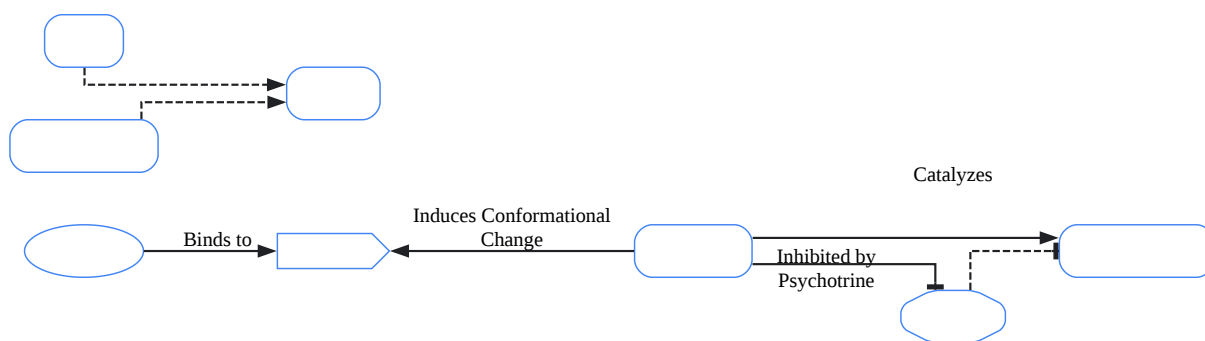 Catalyzes
Induces Conformational
Change
Binds to
Inhibited by
Psychotrine